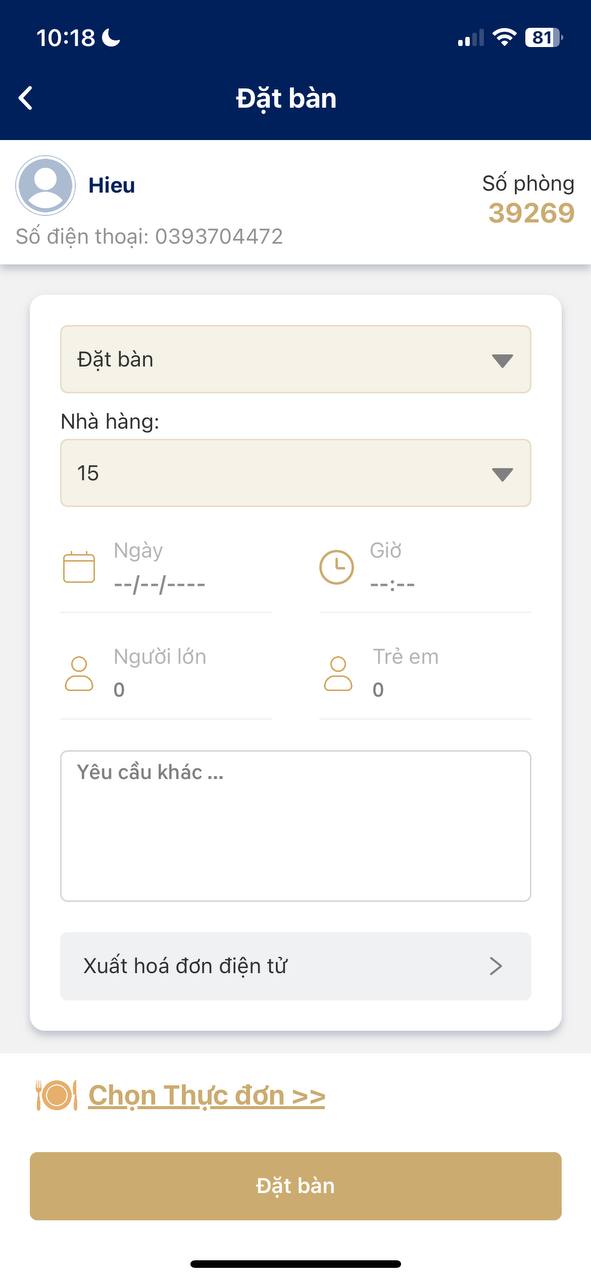 10:18
81
Đặt bàn
Hieu
Số phòng
39269
Số điện thoại: 0393704472
Đặt bàn
Nhà hàng:
15
Ngày
--/--/----
Giờ
--:--
Người lớn
0
Trẻ em
0
Yêu cầu khác ...
Xuất hoá đơn điện tử
Chọn Thực đơn >>
Đặt bàn